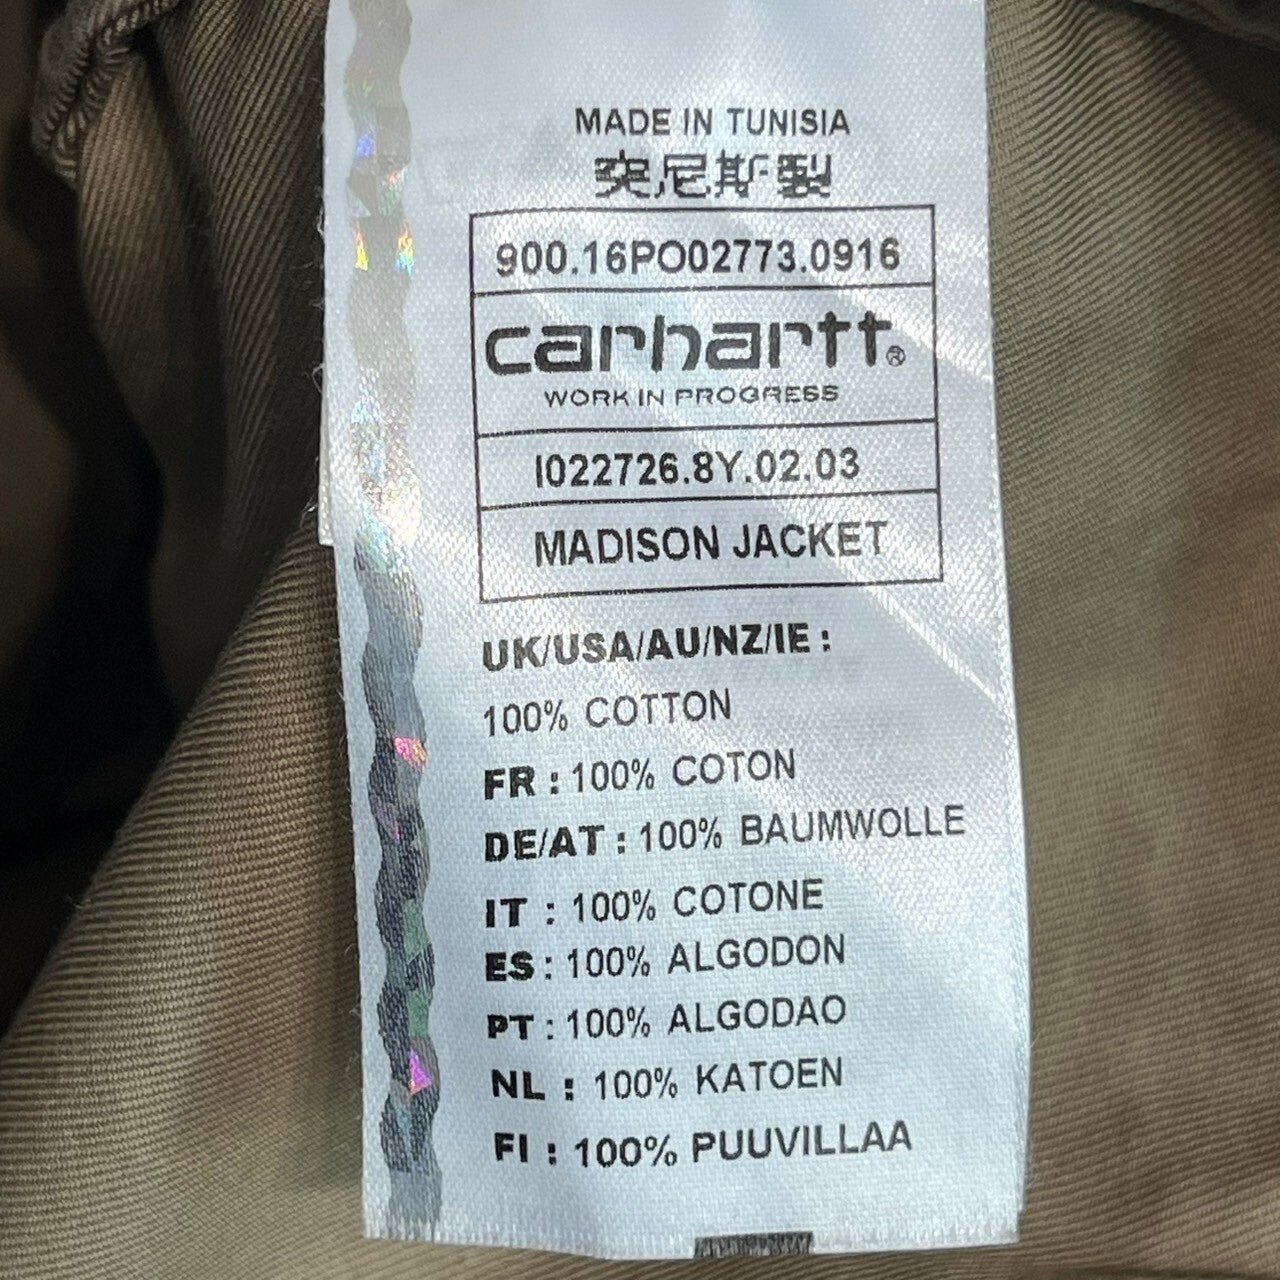 MADE IN TUNISIA
突尼斯製
900.16PO02773.0916
carhartt®
WORK IN PROGRESS
I022726.8Y.02.03
MADISON JACKET
UK/USA/AU/NZ/IE :
100% COTTON
FR : 100% COTON
DE/AT : 100% BAUMWOLLE
IT : 100% COTONE
ES : 100% ALGODON
PT : 100% ALGODAO
NL : 100% KATOEN
FI : 100% PUUVILLAA